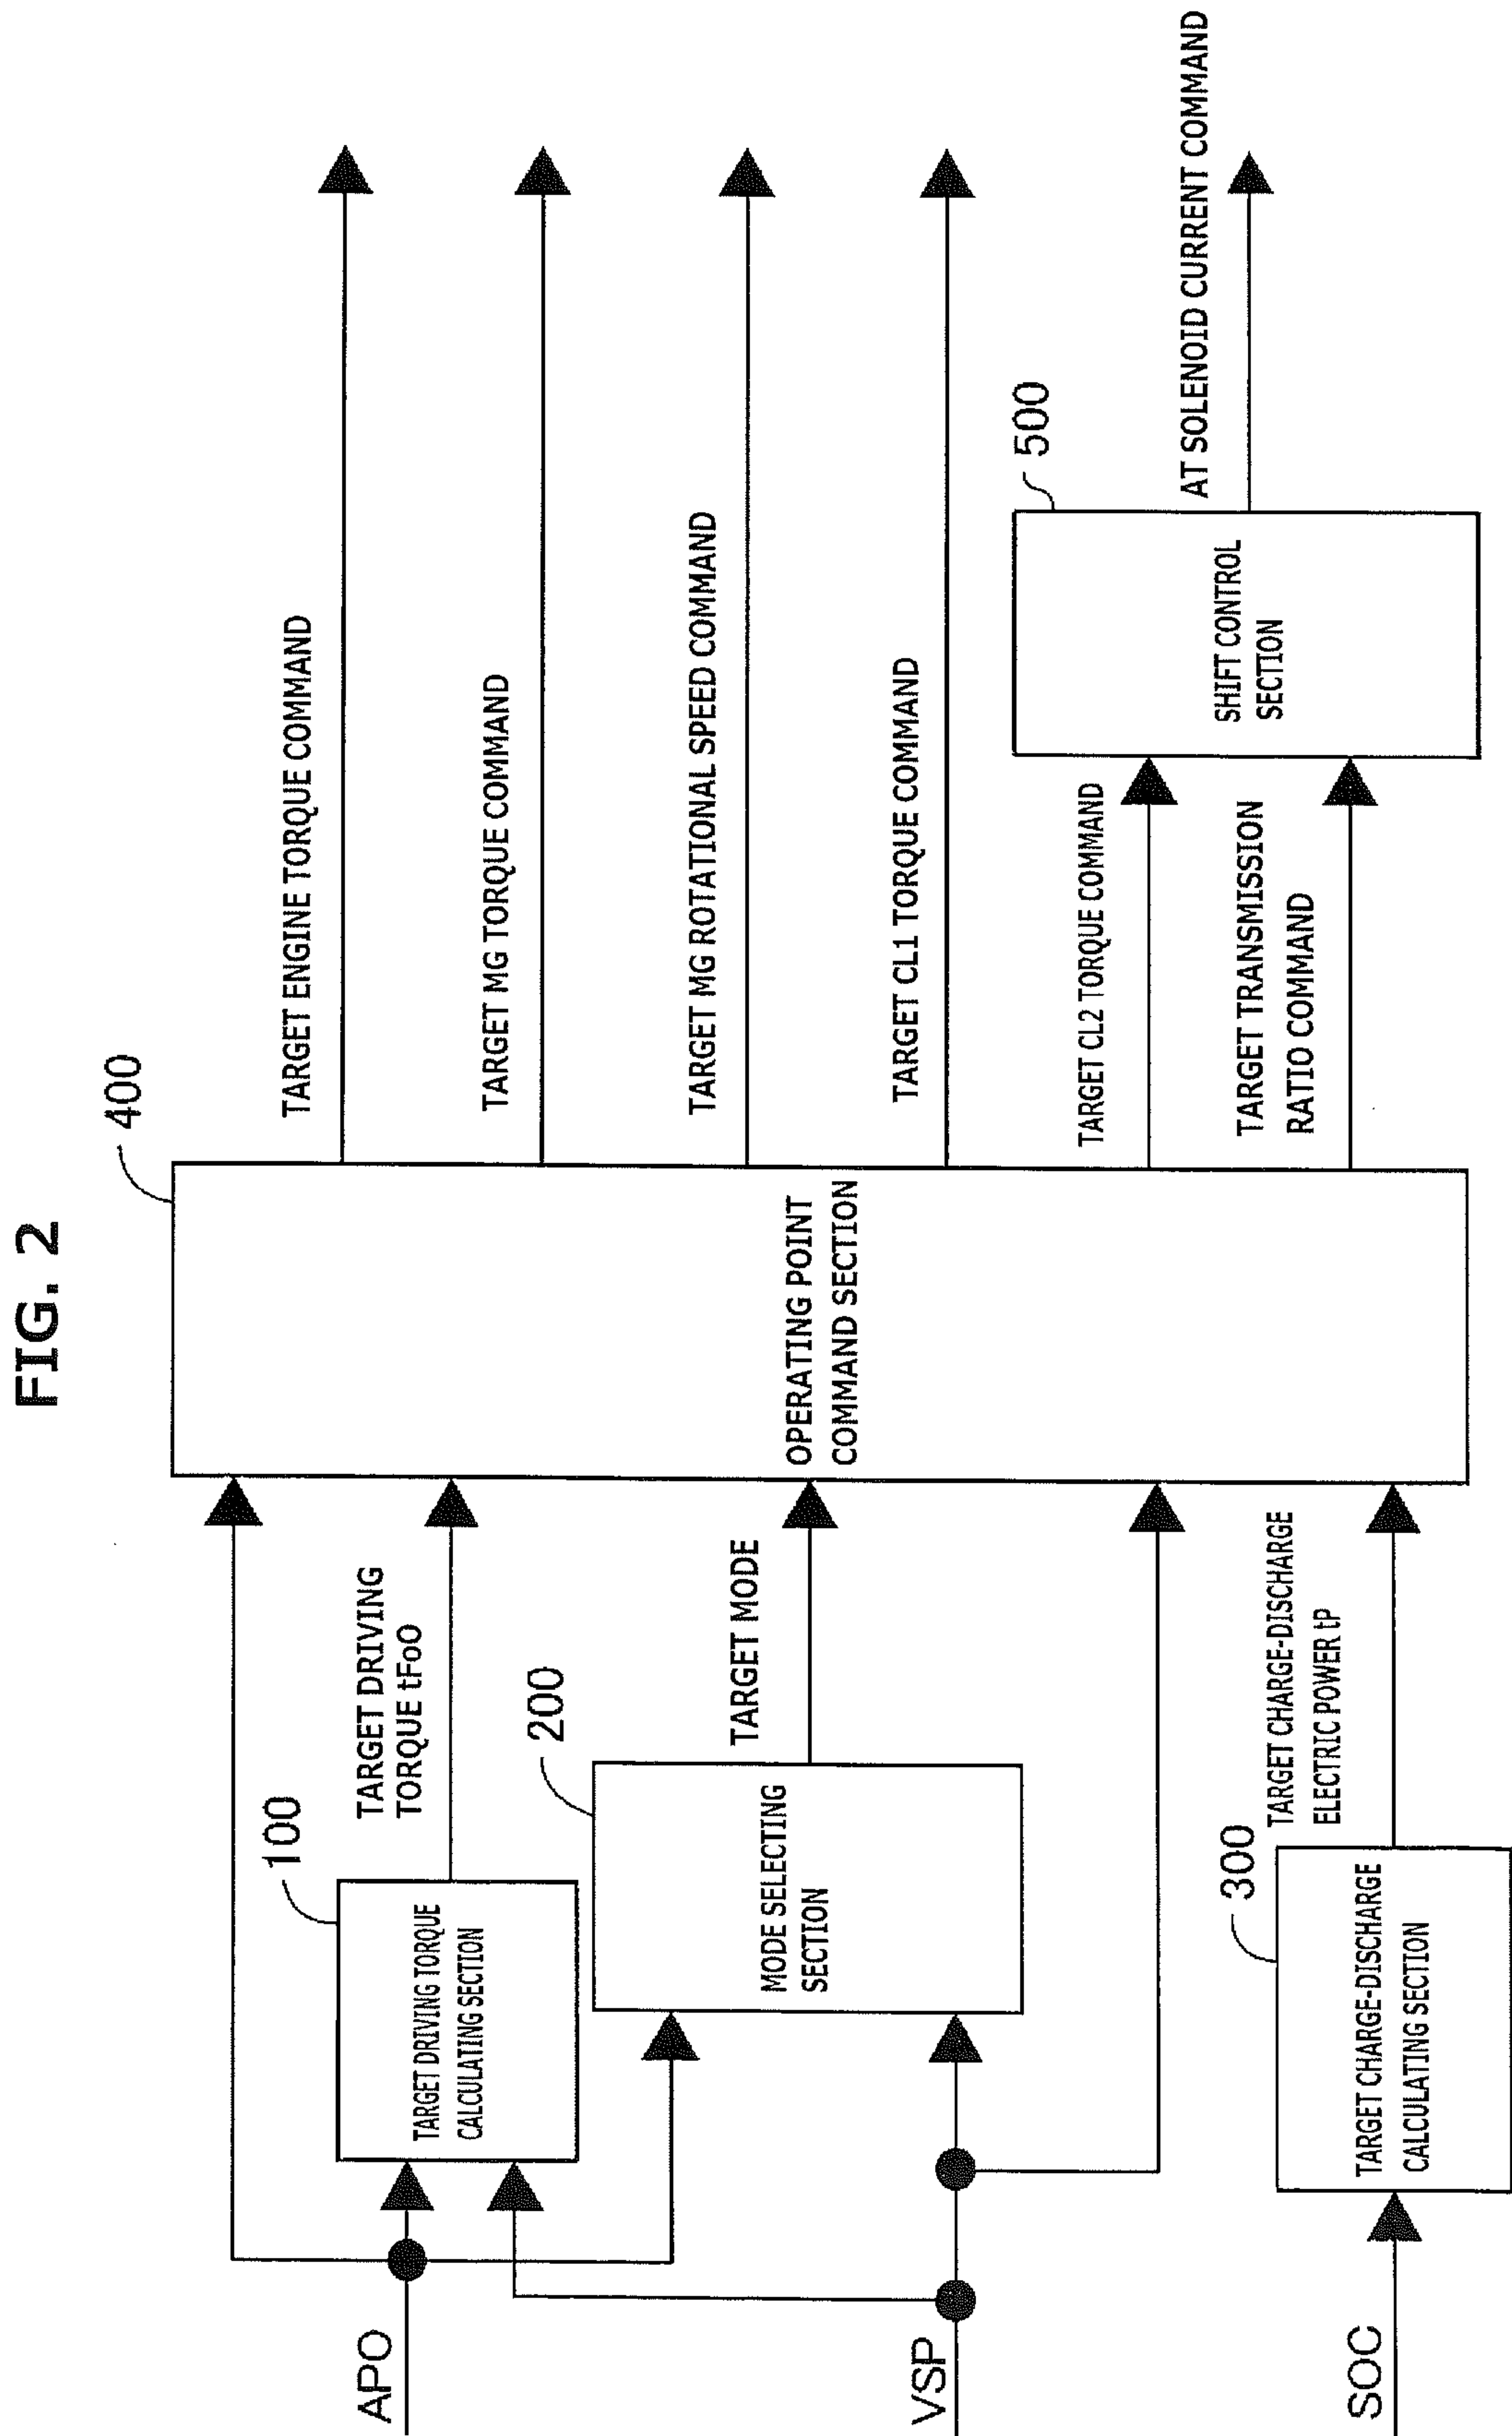 FIG. 2
APO
VSP
SOC
100
TARGET DRIVING TORQUE
CALCULATING SECTION
TARGET DRIVING
TORQUE tFoO
200
MODE SELECTING
SECTION
TARGET MODE
300
TARGET CHARGE-DISCHARGE
CALCULATING SECTION
TARGET CHARGE-DISCHARGE
ELECTRIC POWER tP
400
OPERATING POINT
COMMAND SECTION
TARGET ENGINE TORQUE COMMAND
TARGET MG TORQUE COMMAND
TARGET MG ROTATIONAL SPEED COMMAND
TARGET CL1 TORQUE COMMAND
TARGET CL2 TORQUE COMMAND
TARGET TRANSMISSION
RATIO COMMAND
500
SHIFT CONTROL
SECTION
AT SOLENOID CURRENT COMMAND